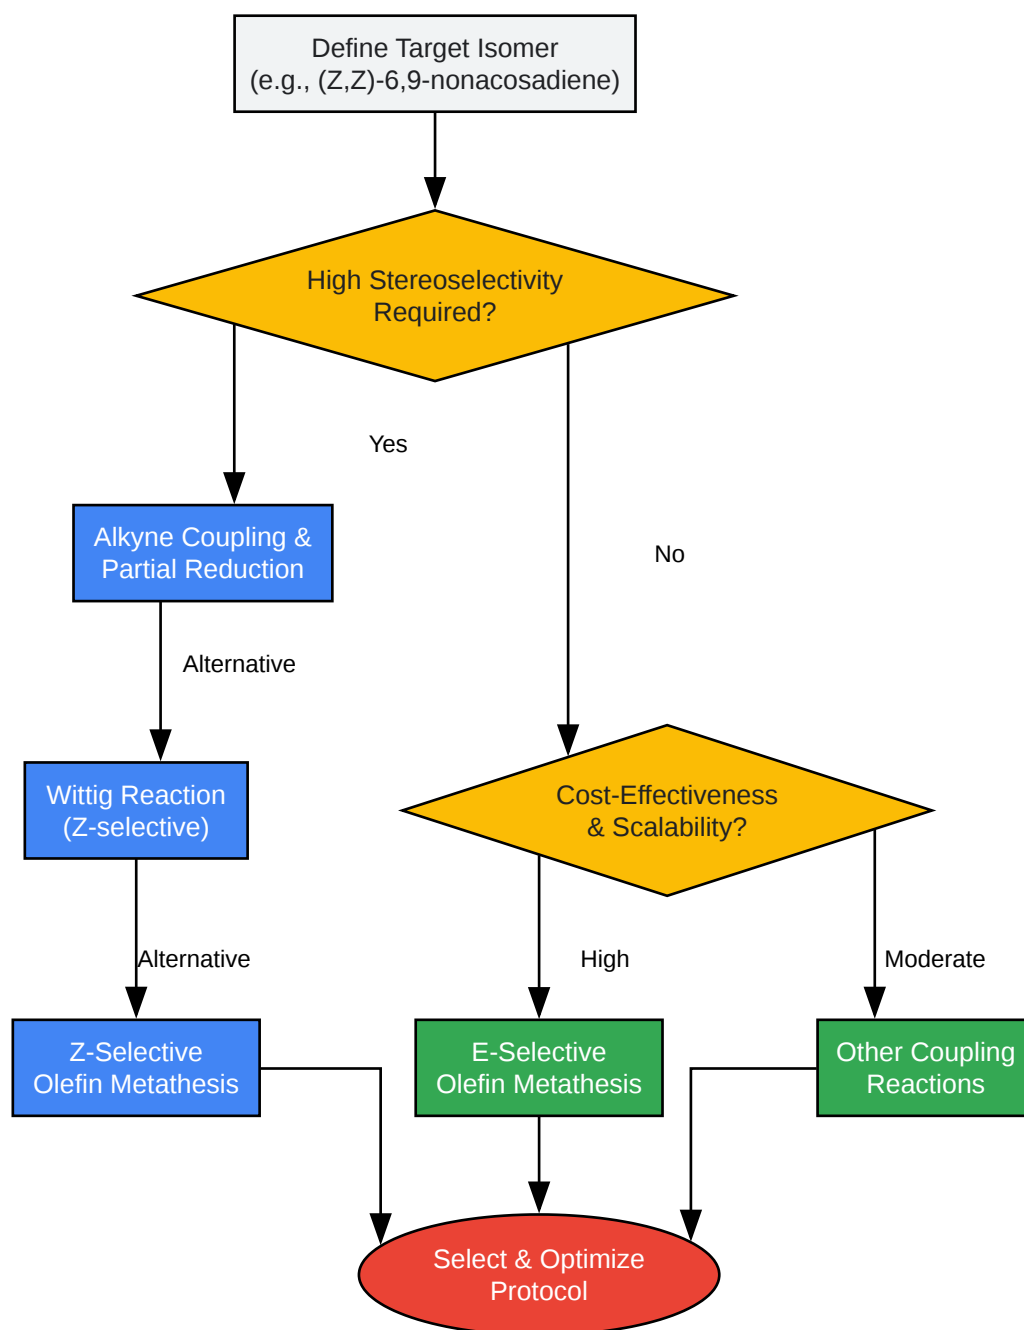 Define Target Isomer
(e.g., (Z,Z)-6,9-nonacosadiene)
High Stereoselectivity
Required?
Yes
Alkyne Coupling &
Partial Reduction
No
Alternative
Wittig Reaction
(Z-selective)
Cost-Effectiveness
& Scalability?
Alternative
High
Moderate
Z-Selective
Olefin Metathesis
E-Selective
Olefin Metathesis
Other Coupling
Reactions
Select & Optimize
Protocol